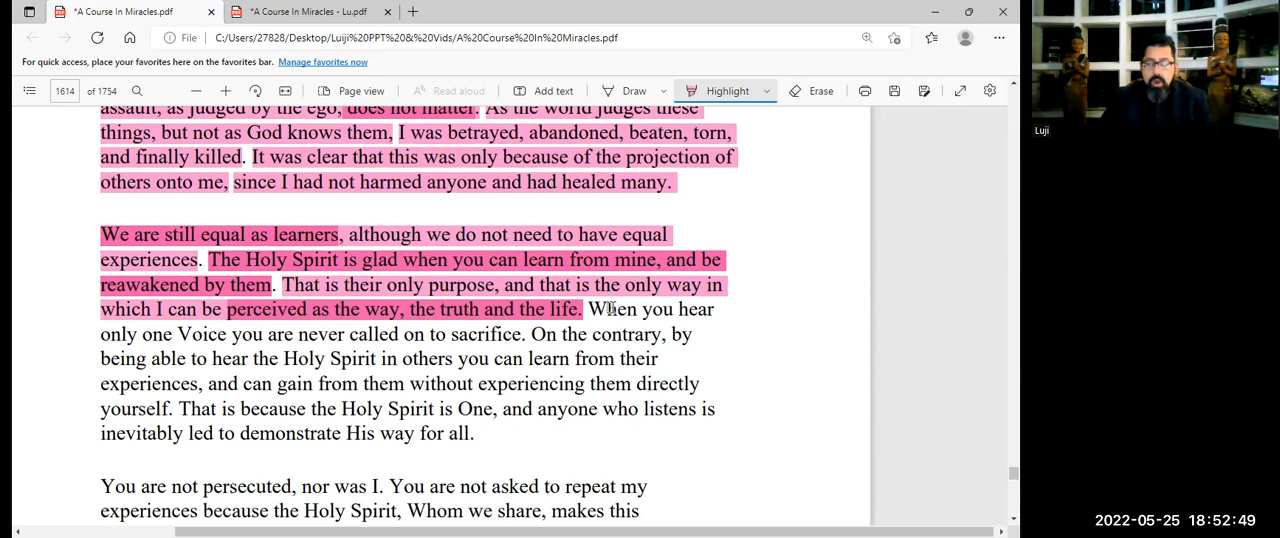 *A Course In Miracles.pdf
*A Course In Miracles - Lu.pdf
File
C:/Users/27828/Desktop/Luiji%20PPT%20&%20Vids/A%20Course%20In%20Miracles.pdf
For quick access, place your favorites here on the favorites bar. Manage favorites now
1614 of 1754
Page view
Read aloud
Add text
Draw
Highlight
Erase
assault, as judged by the ego, does not matter. As the world judges these
things, but not as God knows them, I was betrayed, abandoned, beaten, torn,
and finally killed. It was clear that this was only because of the projection of
others onto me, since I had not harmed anyone and had healed many.
We are still equal as learners, although we do not need to have equal
experiences. The Holy Spirit is glad when you can learn from mine, and be
reawakened by them. That is their only purpose, and that is the only way in
which I can be perceived as the way, the truth and the life. When you hear
only one Voice you are never called on to sacrifice. On the contrary, by
being able to hear the Holy Spirit in others you can learn from their
experiences, and can gain from them without experiencing them directly
yourself. That is because the Holy Spirit is One, and anyone who listens is
inevitably led to demonstrate His way for all.
You are not persecuted, nor was I. You are not asked to repeat my
experiences because the Holy Spirit, Whom we share, makes this
Luji
2022-05-25 18:52:49